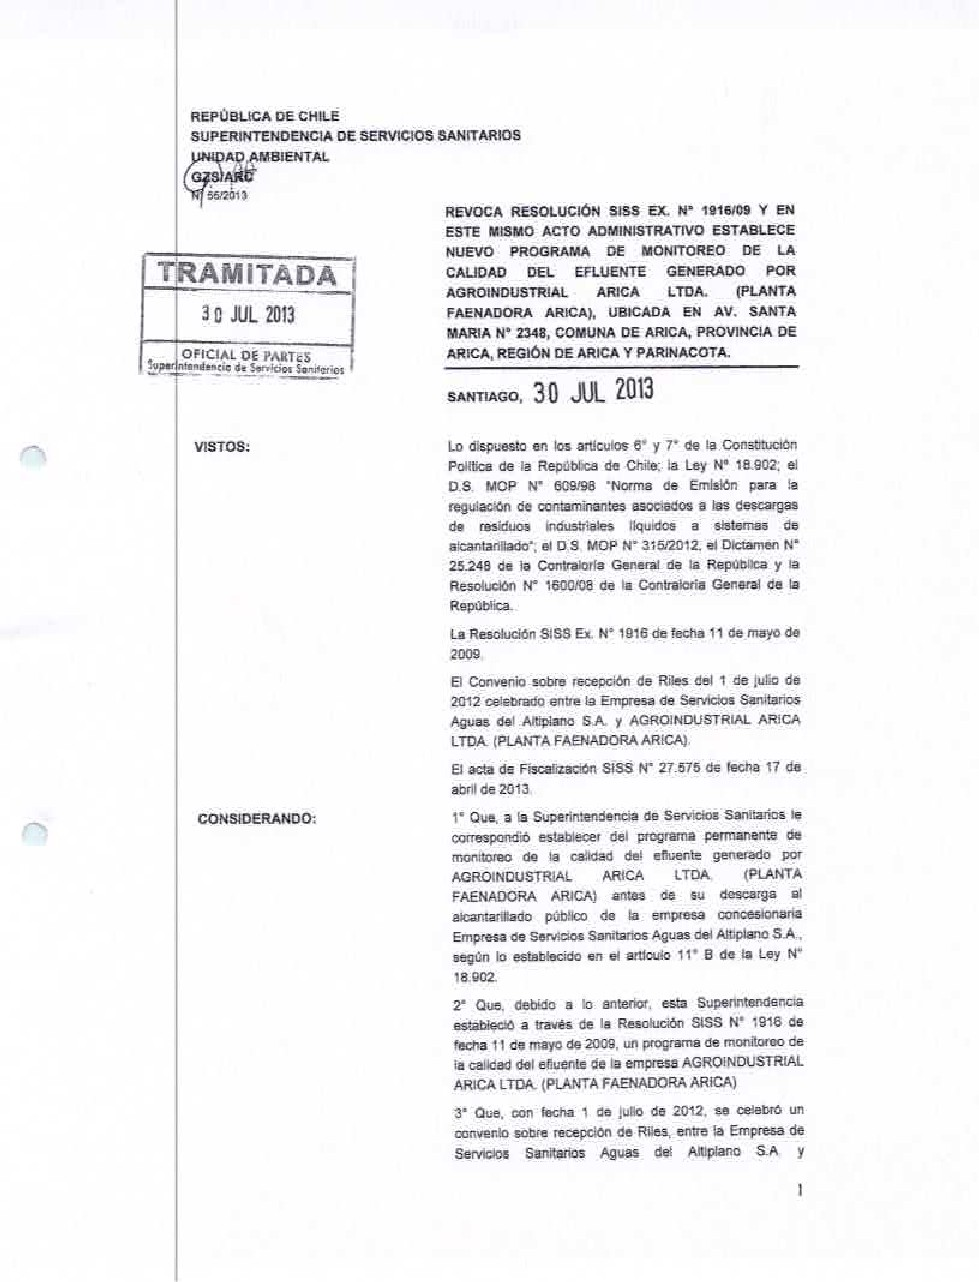 REPÚBLICA DE CHILE
SUPERINTENDENCIA DE SERVICIOS SANITARIOS
UNIDAD AMBIENTAL
GZS/ARC
N° 55/2013
REVOCA RESOLUCIÓN SISS EX. N° 1916/09 Y EN
ESTE MISMO ACTO ADMINISTRATIVO ESTABLECE
NUEVO PROGRAMA DE MONITOREO DE LA
CALIDAD DEL EFLUENTE GENERADO POR
AGROINDUSTRIAL ARICA LTDA. (PLANTA
FAENADORA ARICA), UBICADA EN AV. SANTA
MARIA N° 2348, COMUNA DE ARICA, PROVINCIA DE
ARICA, REGIÓN DE ARICA Y PARINACOTA.
TRAMITADA
30 JUL 2013
OFICIAL DE PARTES
Superintendencia de Servicios Sanitarios
SANTIAGO, 30 JUL 2013
VISTOS:
Lo dispuesto en los artículos 6° y 7° de la Constitución
Política de la República de Chile; la Ley N° 18.902; el
D.S. MOP N° 609/98 "Norma de Emisión para la
regulación de contaminantes asociados a las descargas
de residuos industriales líquidos a sistemas de
alcantarillado"; el D.S. MOP N° 315/2012, el Dictamen N°
25.248 de la Contraloría General de la República y la
Resolución N° 1600/08 de la Contraloría General de la
República.
La Resolución SISS Ex. N° 1916 de fecha 11 de mayo de
2009.
El Convenio sobre recepción de Riles del 1 de julio de
2012 celebrado entre la Empresa de Servicios Sanitarios
Aguas del Altiplano S.A. y AGROINDUSTRIAL ARICA
LTDA. (PLANTA FAENADORA ARICA).
El acta de Fiscalización SISS N° 27.575 de fecha 17 de
abril de 2013.
CONSIDERANDO:
1° Que, a la Superintendencia de Servicios Sanitarios le
correspondió establecer del programa permanente de
monitoreo de la calidad del efluente generado por
AGROINDUSTRIAL ARICA LTDA. (PLANTA
FAENADORA ARICA) antes de su descarga al
alcantarillado público de la empresa concesionaria
Empresa de Servicios Sanitarios Aguas del Altiplano S.A.,
según lo establecido en el artículo 11° B de la Ley N°
18.902.
2° Que, debido a lo anterior, esta Superintendencia
estableció a través de la Resolución SISS N° 1916 de
fecha 11 de mayo de 2009, un programa de monitoreo de
la calidad del efluente de la empresa AGROINDUSTRIAL
ARICA LTDA. (PLANTA FAENADORA ARICA)
3° Que, con fecha 1 de julio de 2012, se celebró un
convenio sobre recepción de Riles, entre la Empresa de
Servicios Sanitarios Aguas del Altiplano S.A. y
1